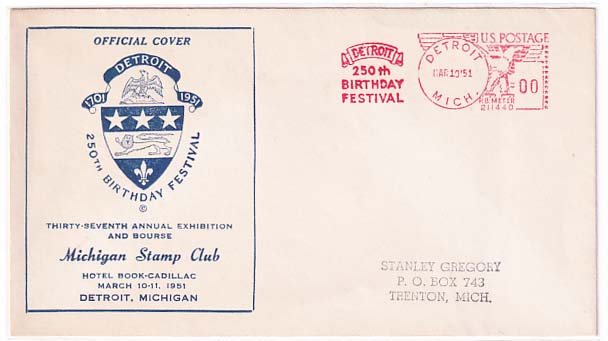 OFFICIAL COVER
DETROIT
1701 1951
250TH BIRTHDAY FESTIVAL
©
THIRTY-SEVENTH ANNUAL EXHIBITION
AND BOURSE
Michigan Stamp Club
HOTEL BOOK-CADILLAC
MARCH 10-11, 1951
DETROIT, MICHIGAN
DETROIT
250th
BIRTHDAY
FESTIVAL
DETROIT
MAR 10 '51
MICH.
U.S. POSTAGE
00
P.B. METER
211440
STANLEY GREGORY
P. O. BOX 743
TRENTON, MICH.